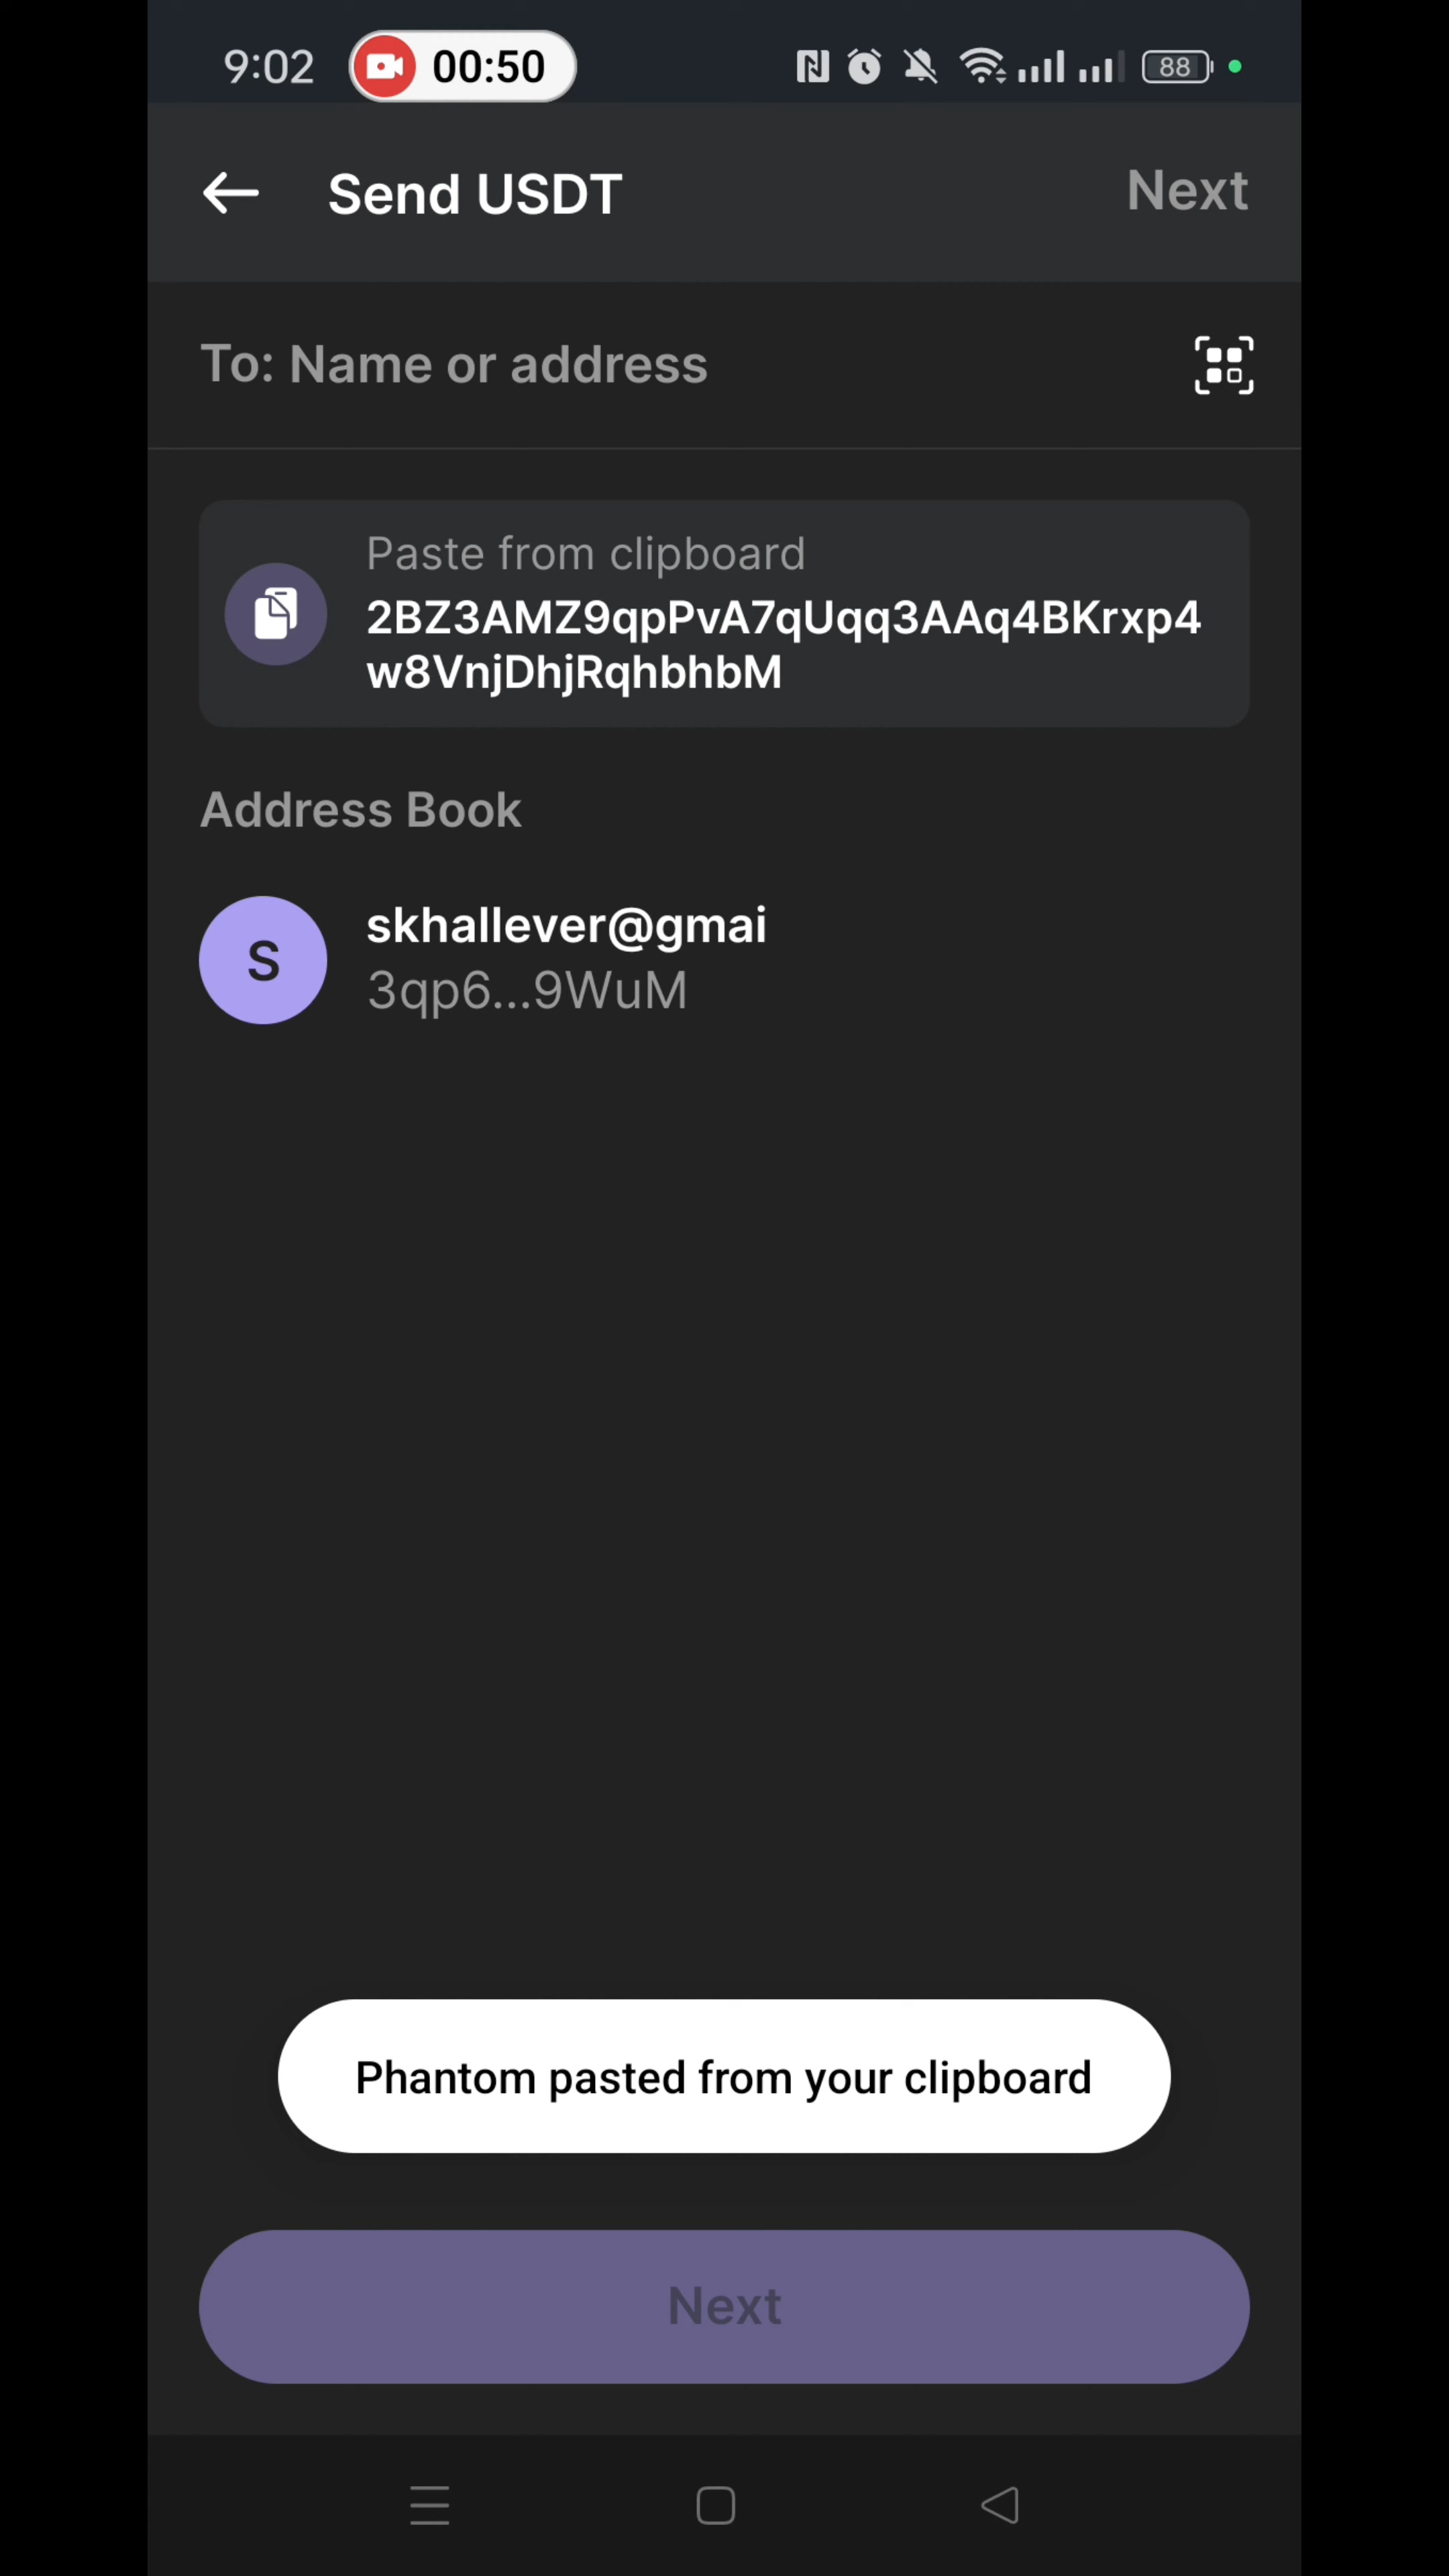 9:02
00:50
88
Send USDT
Next
To: Name or address
Paste from clipboard
2BZ3AMZ9qpPvA7qUqq3AAq4BKrxp4
w8VnjDhjRqhbhbM
Address Book
S
skhallever@gmai
3qp6...9WuM
Phantom pasted from your clipboard
Next